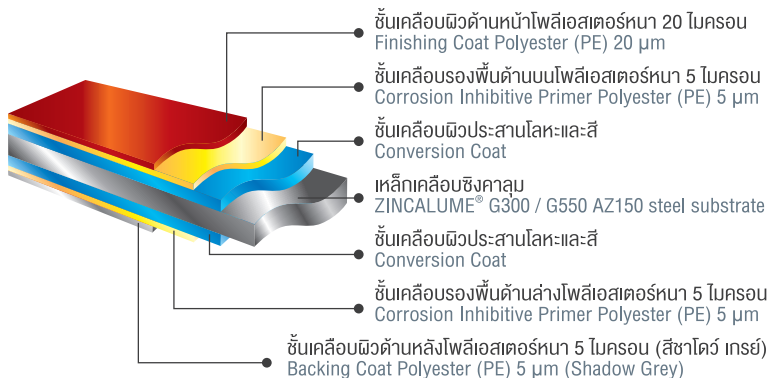 ชั้นเคลือบผิวด้านหน้าโพลีเอสเตอร์หนา 20 ไมครอน
Finishing Coat Polyester (PE) 20 µm
ชั้นเคลือบรองพื้นด้านบนโพลีเอสเตอร์หนา 5 ไมครอน
Corrosion Inhibitive Primer Polyester (PE) 5 µm
ชั้นเคลือบผิวประสานโลหะและสี
Conversion Coat
เหล็กเคลือบซิงคาลุม
ZINCALUME® G300 / G550 AZ150 steel substrate
ชั้นเคลือบผิวประสานโลหะและสี
Conversion Coat
ชั้นเคลือบรองพื้นด้านล่างโพลีเอสเตอร์หนา 5 ไมครอน
Corrosion Inhibitive Primer Polyester (PE) 5 µm
ชั้นเคลือบผิวด้านหลังโพลีเอสเตอร์หนา 5 ไมครอน (สีชาโดว์ เกรย์)
Backing Coat Polyester (PE) 5 µm (Shadow Grey)